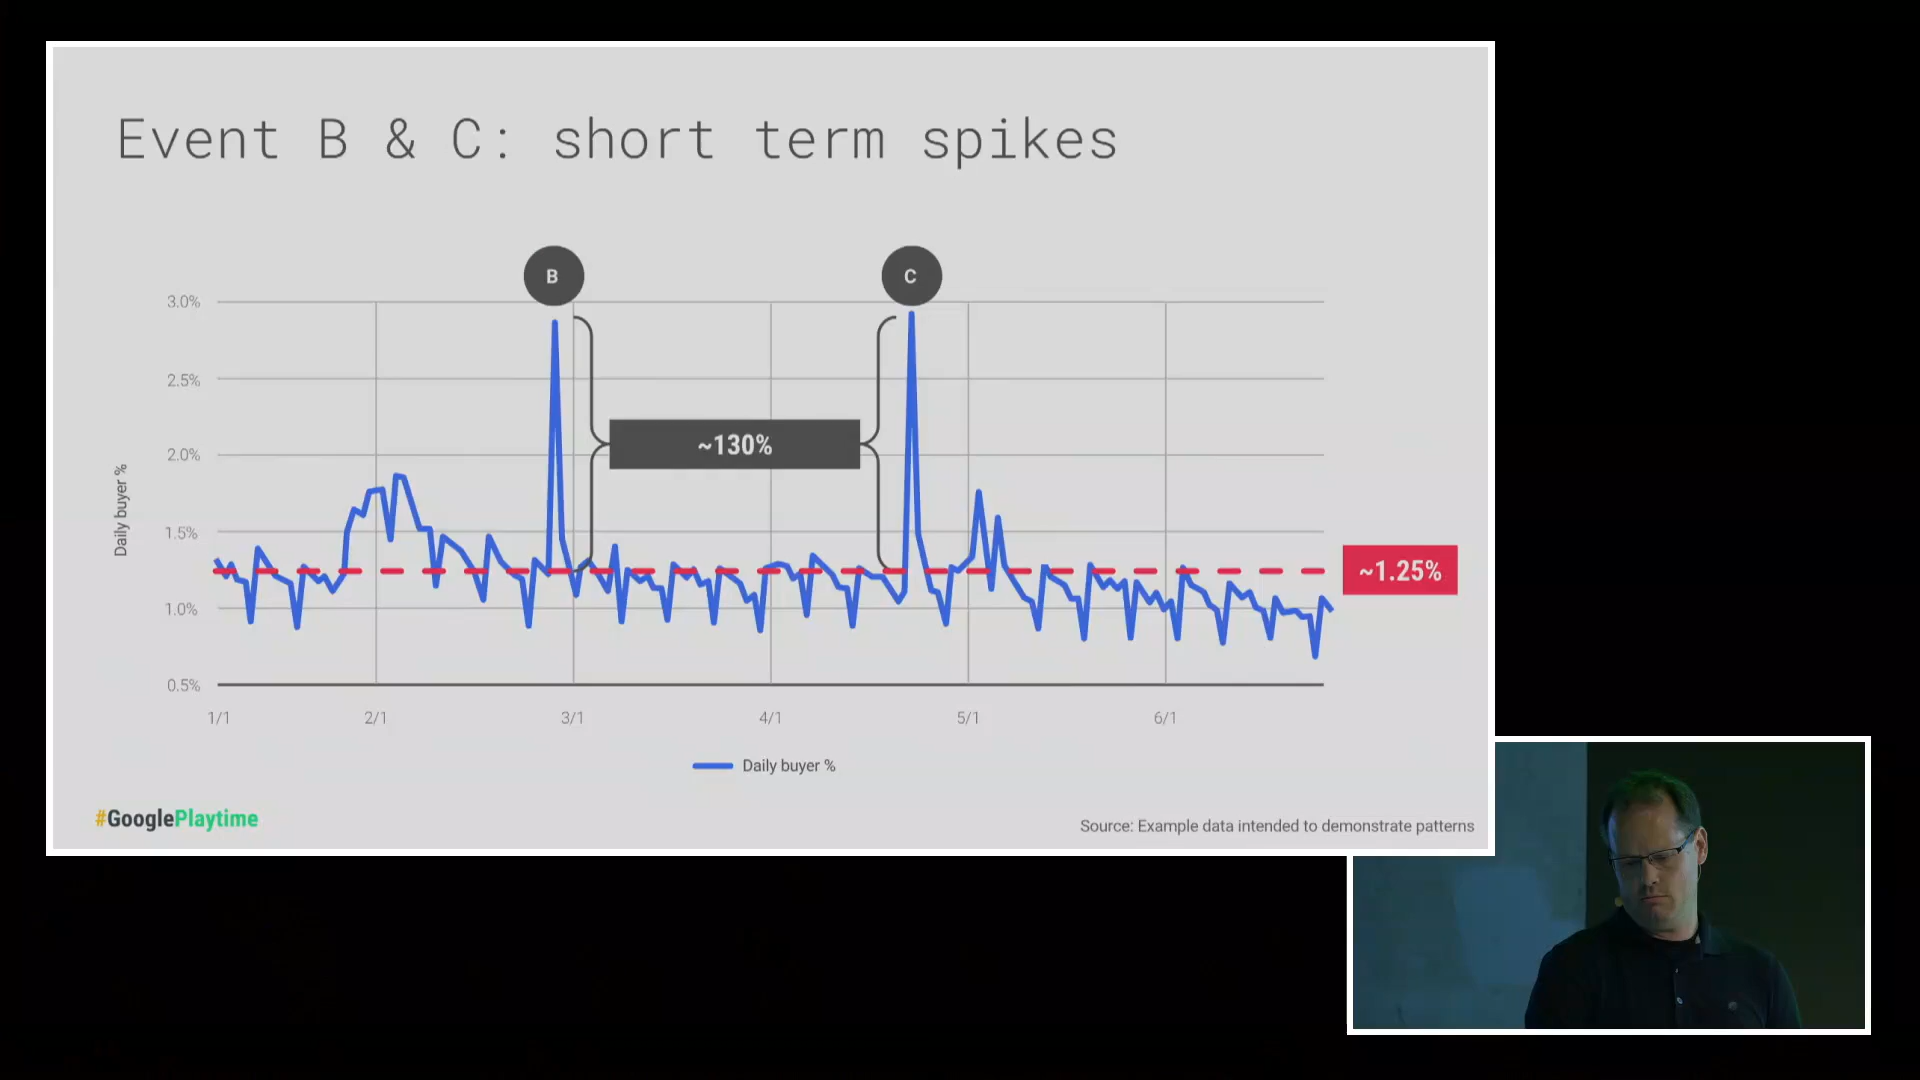 Event B & C: short term spikes
B
C
3.0%
2.5%
2.0%
1.5%
1.0%
0.5%
Daily buyer %
~130%
~1.25%
1/1
2/1
3/1
4/1
5/1
6/1
Daily buyer %
#GooglePlaytime
Source: Example data intended to demonstrate patterns